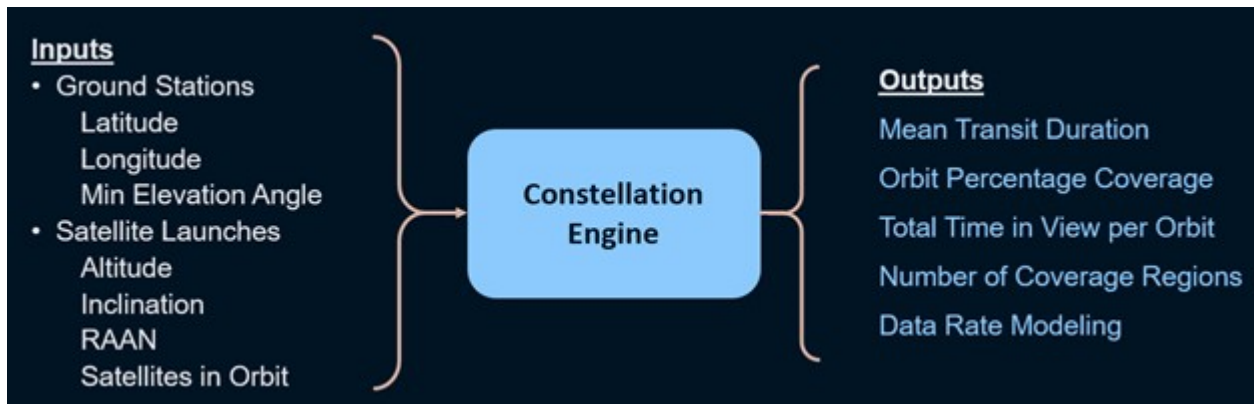 Inputs
• Ground Stations
Latitude
Longitude
Min Elevation Angle
• Satellite Launches
Altitude
Inclination
RAAN
Satellites in Orbit
Constellation
Engine
Outputs
Mean Transit Duration
Orbit Percentage Coverage
Total Time in View per Orbit
Number of Coverage Regions
Data Rate Modeling